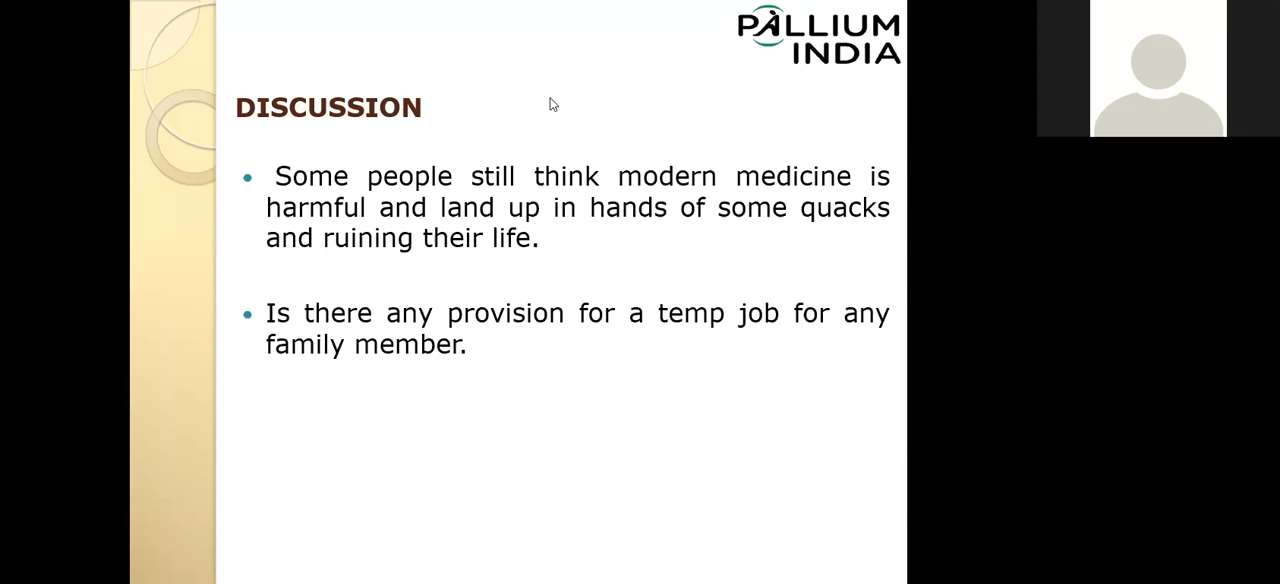 PALLIUM
INDIA
DISCUSSION
• Some people still think modern medicine is
harmful and land up in hands of some quacks
and ruining their life.
• Is there any provision for a temp job for any
family member.